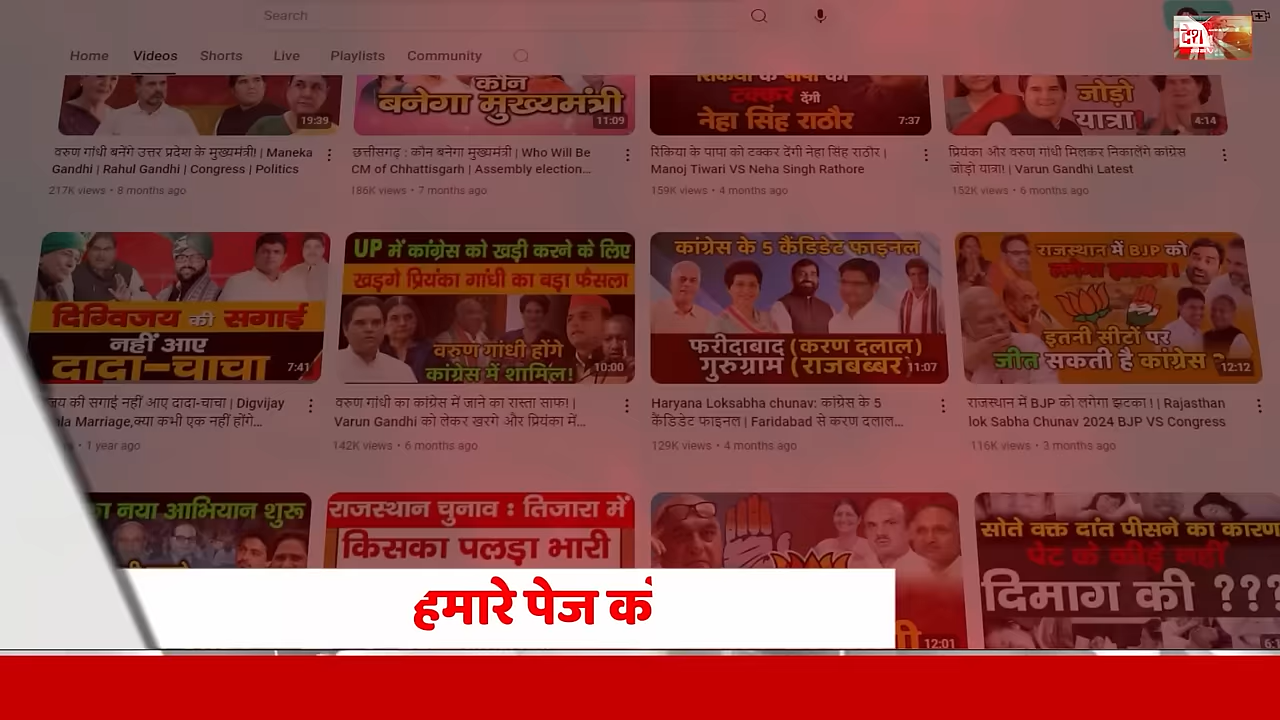 Search
देश
Home Videos Shorts Live Playlists Community
19:39
कौन
बनेगा मुख्यमंत्री
11:09
रिंकिया के पापा को
टक्कर देंगी
नेहा सिंह राठौर
7:37
जोड़ो
यात्रा!
4:14
वरुण गांधी बनेंगे उत्तर प्रदेश के मुख्यमंत्री! | Maneka
Gandhi | Rahul Gandhi | Congress | Politics
217K views • 8 months ago
छत्तीसगढ़ : कौन बनेगा मुख्यमंत्री | Who Will Be
CM of Chhattisgarh | Assembly election...
186K views • 7 months ago
रिंकिया के पापा को टक्कर देंगी नेहा सिंह राठौर |
Manoj Tiwari VS Neha Singh Rathore
159K views • 4 months ago
प्रियंका और वरुण गांधी मिलकर निकालेंगे कांग्रेस
जोड़ो यात्रा! | Varun Gandhi Latest
152K views • 6 months ago
दिग्विजय की सगाई
नहीं आए
दादा-चाचा
7:41
UP में कांग्रेस को खड़ी करने के लिए
खड़गे प्रियंका गांधी का बड़ा फैसला
वरुण गांधी होंगे
कांग्रेस में शामिल!
10:00
कांग्रेस के 5 कैंडिडेट फाइनल
फरीदाबाद (करण दलाल)
गुरुग्राम (राजबब्बर)
11:07
राजस्थान में BJP को
इतनी सीटों पर
जीत सकती है कांग्रेस ?
12:12
जय की सगाई नहीं आए दादा-चाचा | Digvijay
ala Marriage,क्या कभी एक नहीं होंगे...
• 1 year ago
वरुण गांधी का कांग्रेस में जाने का रास्ता साफ! |
Varun Gandhi को लेकर खरगे और प्रियंका में...
142K views • 6 months ago
Haryana Loksabha chunav: कांग्रेस के 5
कैंडिडेट फाइनल | Faridabad से करण दलाल...
129K views • 4 months ago
राजस्थान में BJP को लगेगा झटका ! | Rajasthan
lok Sabha Chunav 2024 BJP VS Congress
116K views • 3 months ago
का नया अभियान शुरू
राजस्थान चुनाव : तिजारा में
किसका पलड़ा भारी
12:01
सोते वक्त दांत पीसने का कारण
पेट के कीड़े नहीं
दिमाग की ???
हमारे पेज कं